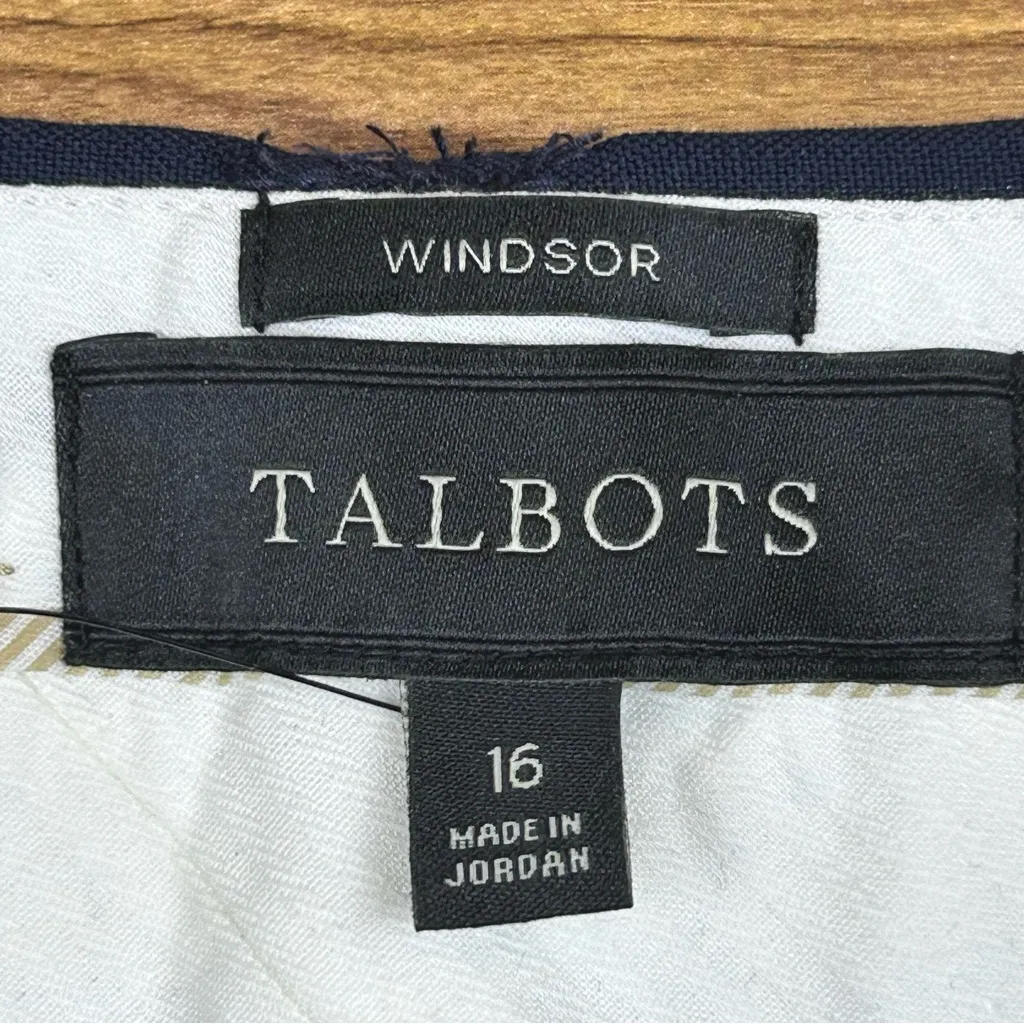 WINDSOR
TALBOTS
16
MADE IN
JORDAN